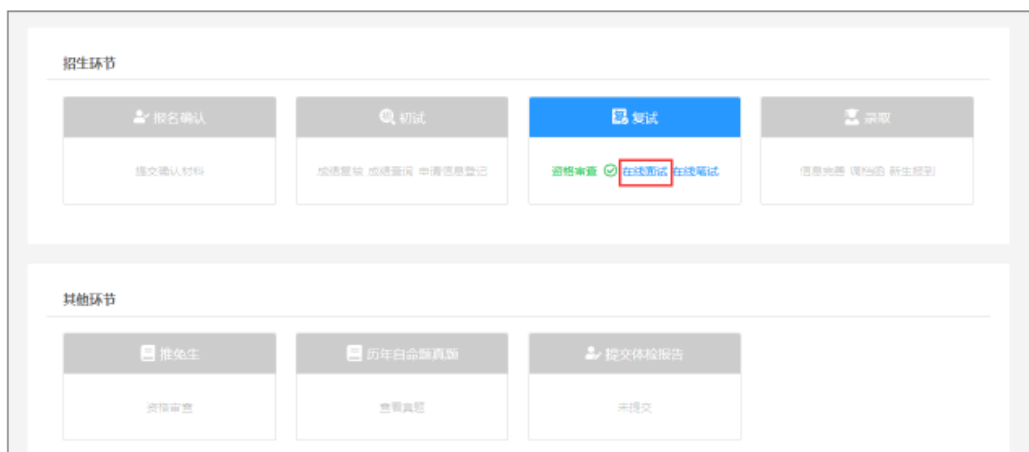 招生环节
报名确认
初试
复试
录取
提交确认材料
成绩复核 成绩查询 申请信息登记
资格审查 在线面试 在线笔试
信息完善 调档函 新生报到
其他环节
推免生
历年自命题真题
提交体检报告
资格审查
查看真题
未提交